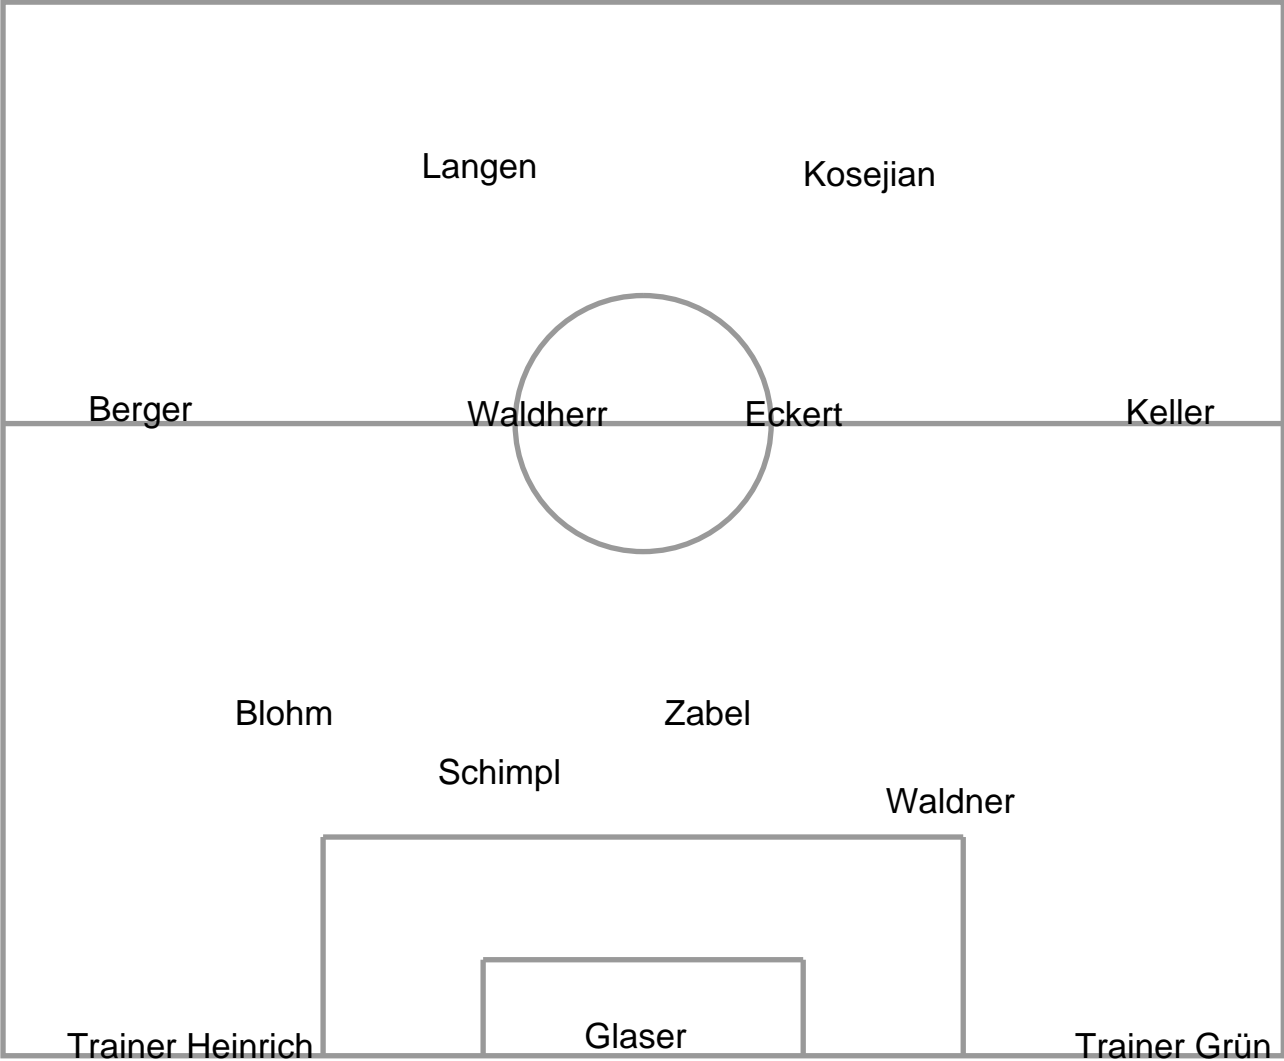 Langen
Kosejian
Berger
Waldherr
Eckert
Keller
Blohm
Zabel
Schimpl
Waldner
Glaser
Trainer Heinrich
Trainer Grün